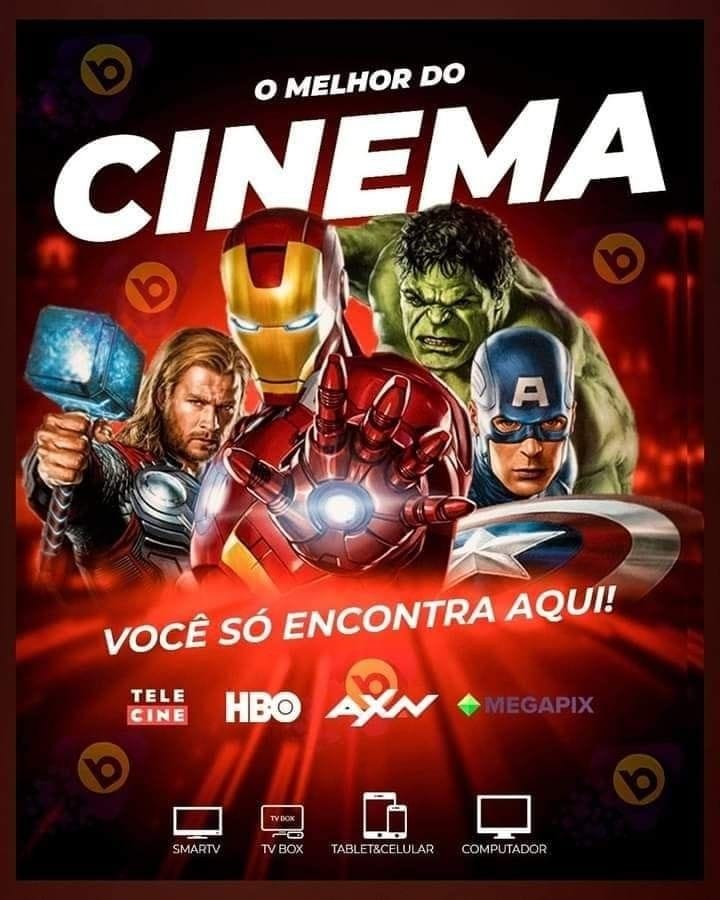 O MELHOR DO
CINEMA
A
VOCÊ SÓ ENCONTRA AQUI!
TELE
CINE
HBO
AXN
MEGAPIX
TV BOX
SMARTV
TV BOX
TABLET&CELULAR
COMPUTADOR